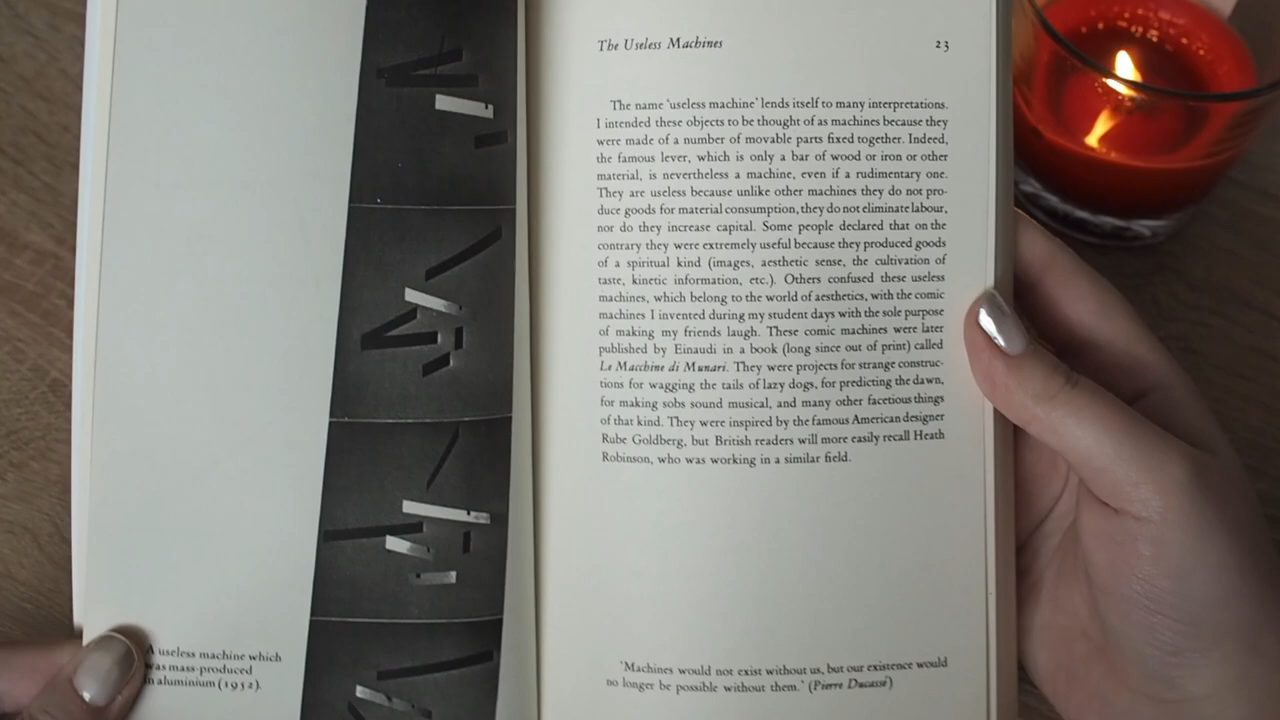 A useless machine which
was mass-produced
in aluminium (1952).
The Useless Machines
23
The name 'useless machine' lends itself to many interpretations.
I intended these objects to be thought of as machines because they
were made of a number of movable parts fixed together. Indeed,
the famous lever, which is only a bar of wood or iron or other
material, is nevertheless a machine, even if a rudimentary one.
They are useless because unlike other machines they do not pro-
duce goods for material consumption, they do not eliminate labour,
nor do they increase capital. Some people declared that on the
contrary they were extremely useful because they produced goods
of a spiritual kind (images, aesthetic sense, the cultivation of
taste, kinetic information, etc.). Others confused these useless
machines, which belong to the world of aesthetics, with the comic
machines I invented during my student days with the sole purpose
of making my friends laugh. These comic machines were later
published by Einaudi in a book (long since out of print) called
Le Macchine di Munari. They were projects for strange construc-
tions for wagging the tails of lazy dogs, for predicting the dawn,
for making sobs sound musical, and many other facetious things
of that kind. They were inspired by the famous American designer
Rube Goldberg, but British readers will more easily recall Heath
Robinson, who was working in a similar field.
'Machines would not exist without us, but our existence would
no longer be possible without them.' (Pierre Ducassé)